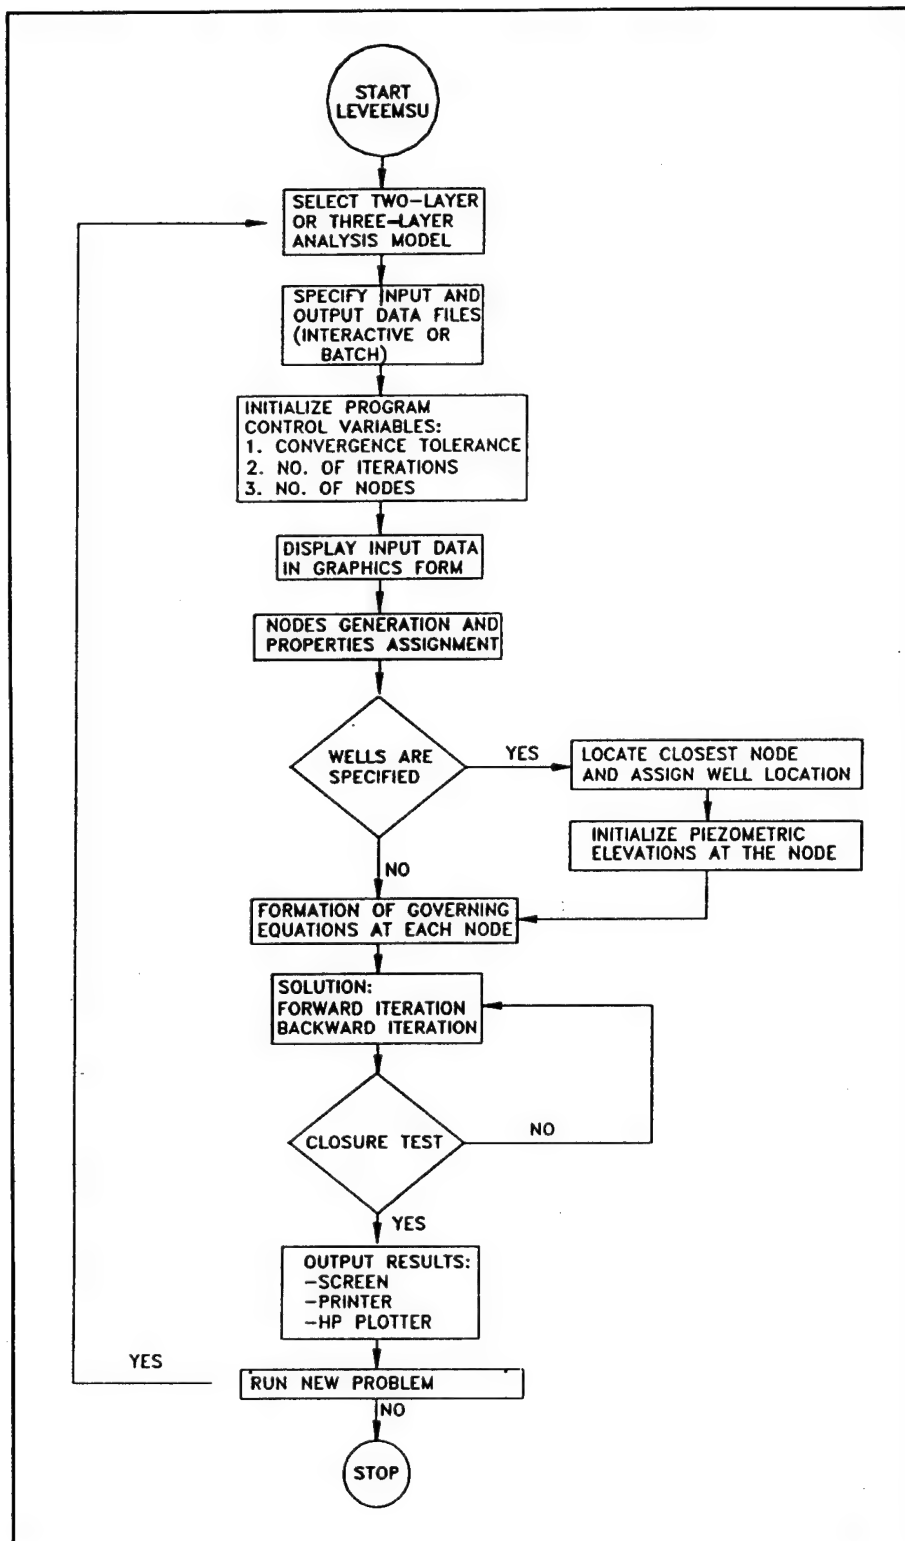 START
LEVEEMSU
SELECT TWO-LAYER
OR THREE-LAYER
ANALYSIS MODEL
SPECIFY INPUT AND
OUTPUT DATA FILES
(INTERACTIVE OR
BATCH)
INITIALIZE PROGRAM
CONTROL VARIABLES:
1. CONVERGENCE TOLERANCE
2. NO. OF ITERATIONS
3. NO. OF NODES
DISPLAY INPUT DATA
IN GRAPHICS FORM
NODES GENERATION AND
PROPERTIES ASSIGNMENT
WELLS ARE
SPECIFIED
YES
LOCATE CLOSEST NODE
AND ASSIGN WELL LOCATION
INITIALIZE PIEZOMETRIC
ELEVATIONS AT THE NODE
NO
FORMATION OF GOVERNING
EQUATIONS AT EACH NODE
SOLUTION:
FORWARD ITERATION
BACKWARD ITERATION
CLOSURE TEST
NO
YES
OUTPUT RESULTS:
-SCREEN
-PRINTER
-HP PLOTTER
YES
RUN NEW PROBLEM
NO
STOP